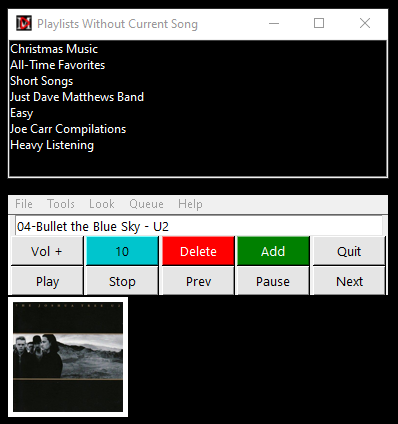 Playlists Without Current Song
Christmas Music
All-Time Favorites
Short Songs
Just Dave Matthews Band
Easy
Joe Carr Compilations
Heavy Listening
File Tools Look Queue Help
04-Bullet the Blue Sky - U2
Vol + 10 Delete Add Quit
Play Stop Prev Pause Next